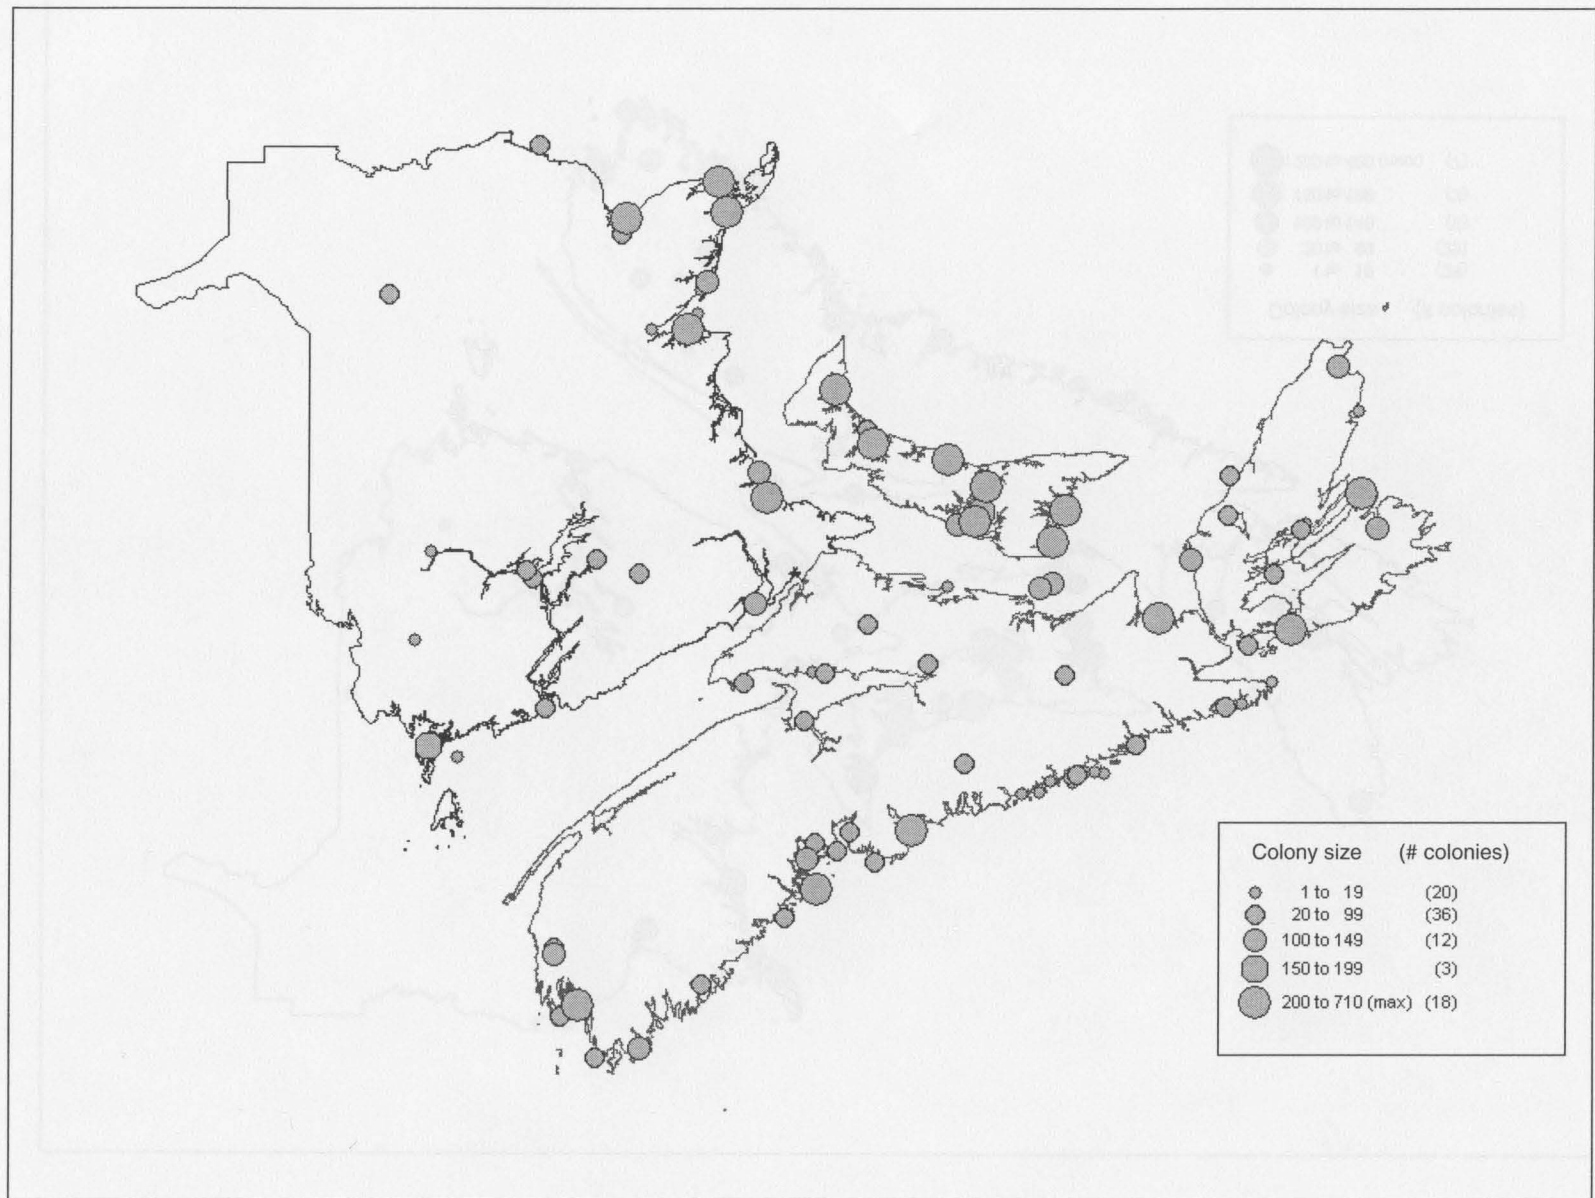 Colony size (# colonies)
1 to 19 (20)
20 to 99 (36)
100 to 149 (12)
150 to 199 (3)
200 to 710 (max) (18)